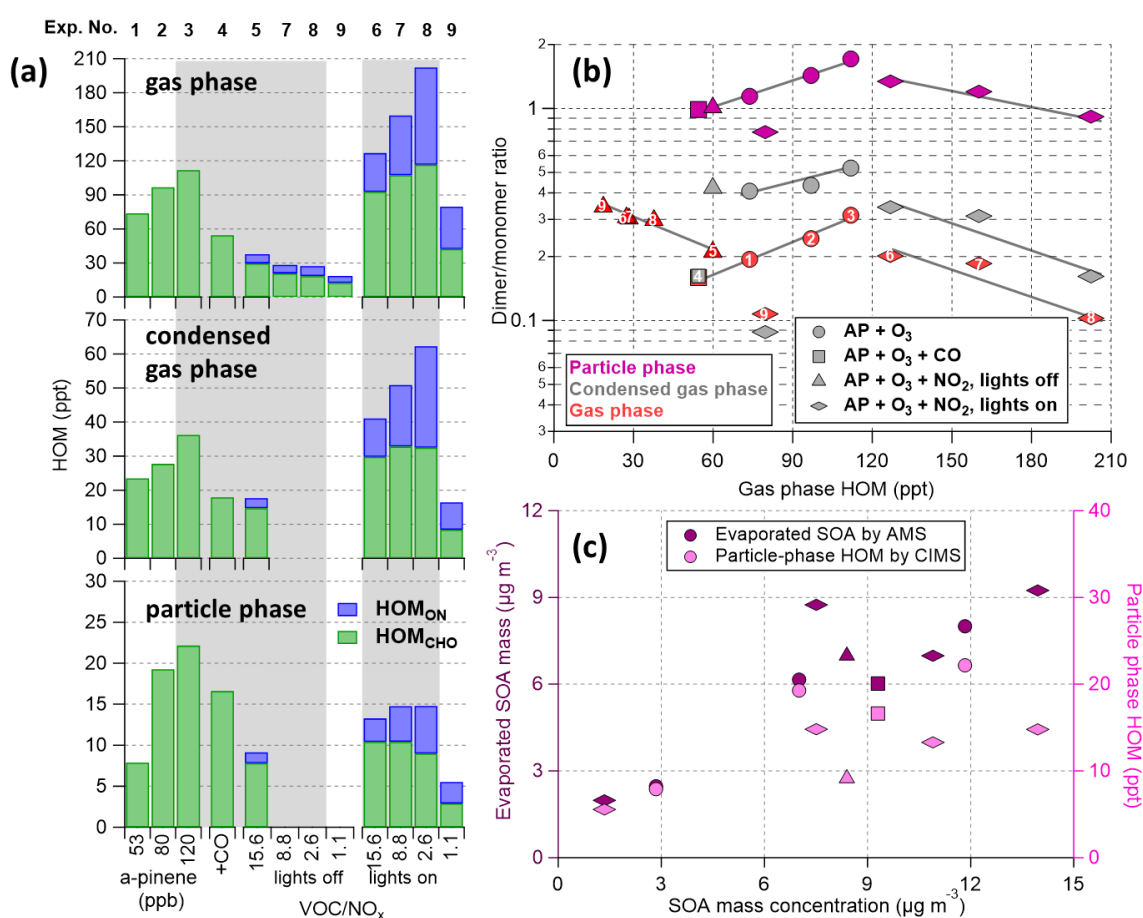 Exp. No. 1 2 3 4 5 7 8 9 6 7 8 9
(a)
gas phase
210
180
150
120
90
60
30
0
condensed
gas phase
70
60
50
40
30
20
10
0
HOM (ppt)
particle phase
30
25
20
15
10
5
0
HOM_ON
HOM_CHO
53 80 120 +CO 15.6 8.8 2.6 1.1 15.6 8.8 2.6 1.1
a-pinene lights off lights on
(ppb) VOC/NOx
(b)
2
1
6
5
4
3
2
0.1
6
5
4
3
Dimer/monomer ratio
9 6 7 8 5
4 1 2 3
6 7 8
9
Particle phase
Condensed gas phase
Gas phase
AP + O3
AP + O3 + CO
AP + O3 + NO2, lights off
AP + O3 + NO2, lights on
0 30 60 90 120 150 180 210
Gas phase HOM (ppt)
(c)
Evaporated SOA by AMS
Particle-phase HOM by CIMS
12
9
6
3
0
Evaporated SOA mass (µg m⁻³)
40
30
20
10
0
Particle phase HOM (ppt)
0 3 6 9 12 15
SOA mass concentration (µg m⁻³)